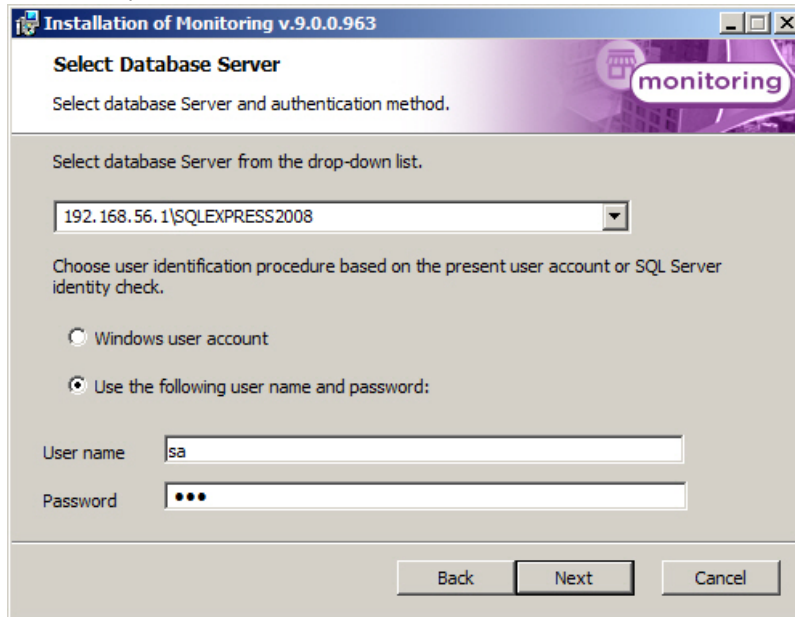 Installation of Monitoring v.9.0.0.963
Select Database Server
Select database Server and authentication method.
monitoring
Select database Server from the drop-down list.
192.168.56.1\SQLEXPRESS2008
Choose user identification procedure based on the present user account or SQL Server
identity check.
Windows user account
Use the following user name and password:
User name
sa
Password
●●●
Back
Next
Cancel